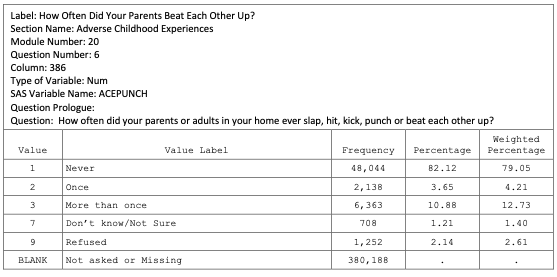 Label: How Often Did Your Parents Beat Each Other Up?
Section Name: Adverse Childhood Experiences
Module Number: 20
Question Number: 6
Column: 386
Type of Variable: Num
SAS Variable Name: ACEPUNCH
Question Prologue:
Question: How often did your parents or adults in your home ever slap, hit, kick, punch or beat each other up?
Value Value Label Frequency Percentage Weighted Percentage
1 Never 48,044 82.12 79.05
2 Once 2,138 3.65 4.21
3 More than once 6,363 10.88 12.73
7 Don’t know/Not Sure 708 1.21 1.40
9 Refused 1,252 2.14 2.61
BLANK Not asked or Missing 380,188 . .